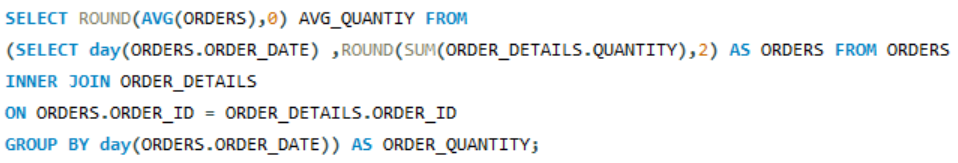 SELECT ROUND(AVG(ORDERS),0) AVG_QUANTIY FROM
(SELECT day(ORDERS.ORDER_DATE) ,ROUND(SUM(ORDER_DETAILS.QUANTITY),2) AS ORDERS FROM ORDERS
INNER JOIN ORDER_DETAILS
ON ORDERS.ORDER_ID = ORDER_DETAILS.ORDER_ID
GROUP BY day(ORDERS.ORDER_DATE)) AS ORDER_QUANTITY;